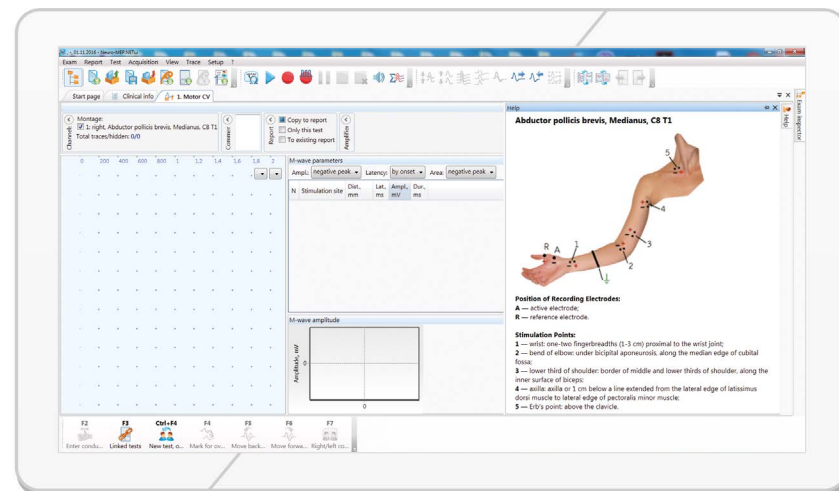 01.11.2016 - Neuro-MEP.NETω
Exam Report Test Acquisition View Trace Setup ?
Start page Clinical info 1. Motor CV
Montage:
1: right, Abductor pollicis brevis, Medianus, C8 T1
Total traces/hidden: 0/0
Channels
Report
Copy to report
Only this test
To existing report
Amplifier
0 200 400 600 800 1 1,2 1,4 1,6 1,8 2
M-wave parameters
Ampl.: negative peak Latency: by onset Area: negative peak
N Stimulation site Dist., mm Lat., ms Ampl., mV Dur., ms
M-wave amplitude
Amplitude, mV
0
0
Help
Abductor pollicis brevis, Medianus, C8 T1
5
4
3
R A 1
2
Position of Recording Electrodes:
A — active electrode;
R — reference electrode.
Stimulation Points:
1 — wrist: one-two fingerbreadths (1-3 cm) proximal to the wrist joint;
2 — bend of elbow: under bicipital aponeurosis, along the median edge of cubital
fossa;
3 — lower third of shoulder: border of middle and lower thirds of shoulder, along the
inner surface of biceps;
4 — axilla: axilla or 1 cm below a line extended from the lateral edge of latissimus
dorsi muscle to lateral edge of pectoralis minor muscle;
5 — Erb's point: above the clavicle.
Exam inspector
Help
F2 F3 Ctrl+F4 F4 F5 F6 F7
Enter condu... Linked tests New test, o... Mark for ov... Move back... Move forwa... Right/left co...